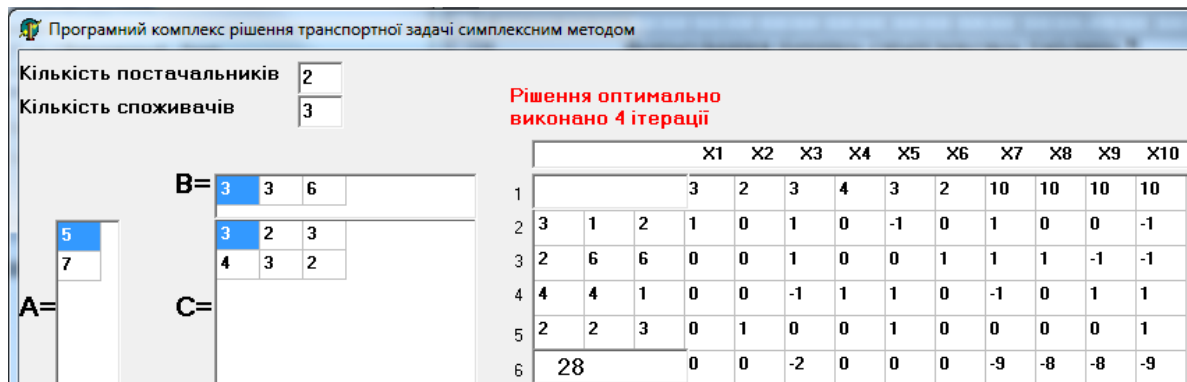 Програмний комплекс рішення транспортної задачі симплексним методом
Кількість постачальників 2
Кількість споживачів 3
Рішення оптимально
виконано 4 ітерації
X1 X2 X3 X4 X5 X6 X7 X8 X9 X10
B= 3 3 6
1 3 2 3 4 3 2 10 10 10 10
A= 5
7
C= 3 2 3
4 3 2
2 3 1 2 1 0 1 0 -1 0 1 0 0 -1
3 2 6 6 0 0 1 0 0 1 1 1 -1 -1
4 4 4 1 0 0 -1 1 1 0 -1 0 1 1
5 2 2 3 0 1 0 0 1 0 0 0 0 1
6 28 0 0 -2 0 0 0 -9 -8 -8 -9